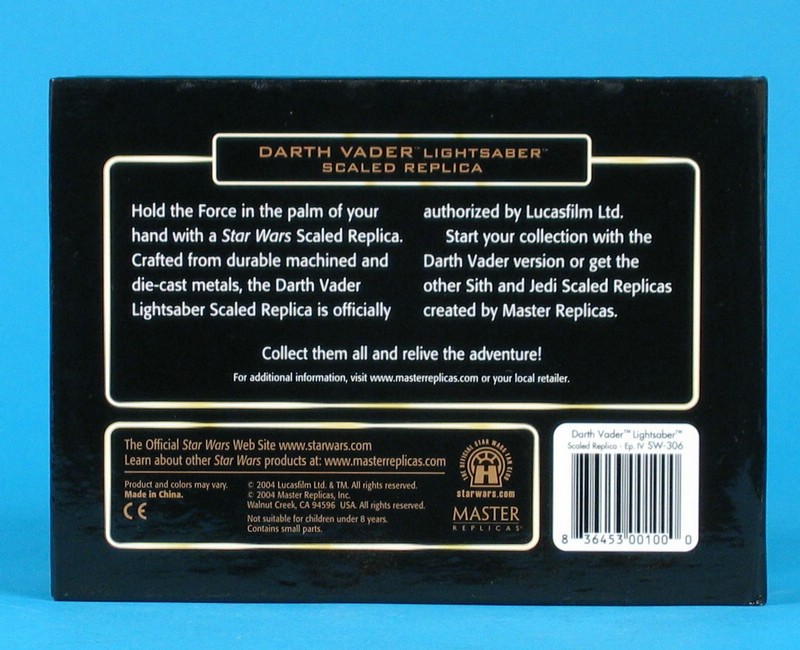 DARTH VADER™ LIGHTSABER™
SCALED REPLICA
Hold the Force in the palm of your
hand with a Star Wars Scaled Replica.
Crafted from durable machined and
die-cast metals, the Darth Vader
Lightsaber Scaled Replica is officially
authorized by Lucasfilm Ltd.
Start your collection with the
Darth Vader version or get the
other Sith and Jedi Scaled Replicas
created by Master Replicas.
Collect them all and relive the adventure!
For additional information, visit www.masterreplicas.com or your local retailer.
The Official Star Wars Web Site www.starwars.com
Learn about other Star Wars products at: www.masterreplicas.com
Product and colors may vary.
Made in China.
CE
© 2004 Lucasfilm Ltd. & TM. All rights reserved.
© 2004 Master Replicas, Inc.
Walnut Creek, CA 94596 USA. All rights reserved.
Not suitable for children under 8 years.
Contains small parts.
THE OFFICIAL STAR WARS FAN CLUB
starwars.com
MASTER
REPLICAS®
Darth Vader™ Lightsaber™
Scaled Replica - Ep. IV SW-306
8 36453 00100 0